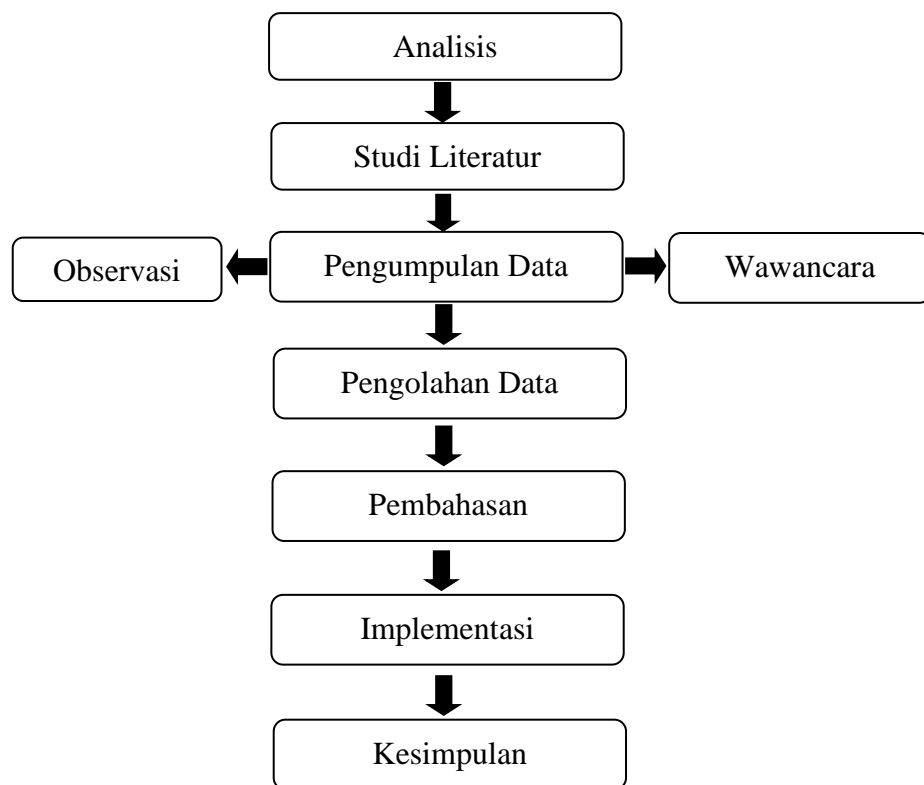 Analisis
Studi Literatur
Observasi
Pengumpulan Data
Wawancara
Pengolahan Data
Pembahasan
Implementasi
Kesimpulan